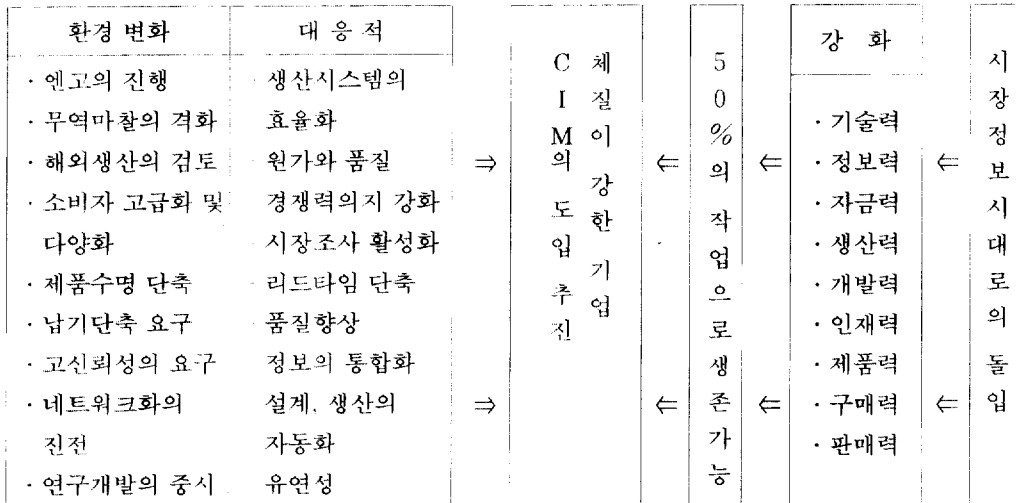 환경 변화
· 엔고의 진행
· 무역마찰의 격화
· 해외생산의 검토
· 소비자 고급화 및
다양화
· 제품수명 단축
· 납기단축 요구
· 고신뢰성의 요구
· 네트워크화의
진전
· 연구개발의 중시
대 응 적
생산시스템의
효율화
원가와 품질
경쟁력의지 강화
시장조사 활성화
리드타임 단축
품질향상
정보의 통합화
설계, 생산의
자동화
유연성
⇒
⇒
체질이 강한 기업
CIM의 도입 추진
⇐
⇐
50%의 작업으로 생존가능
⇐
⇐
강 화
· 기술력
· 정보력
· 자금력
· 생산력
· 개발력
· 인재력
· 제품력
· 구매력
· 판매력
⇐
⇐
시장정보시대로의 돌입